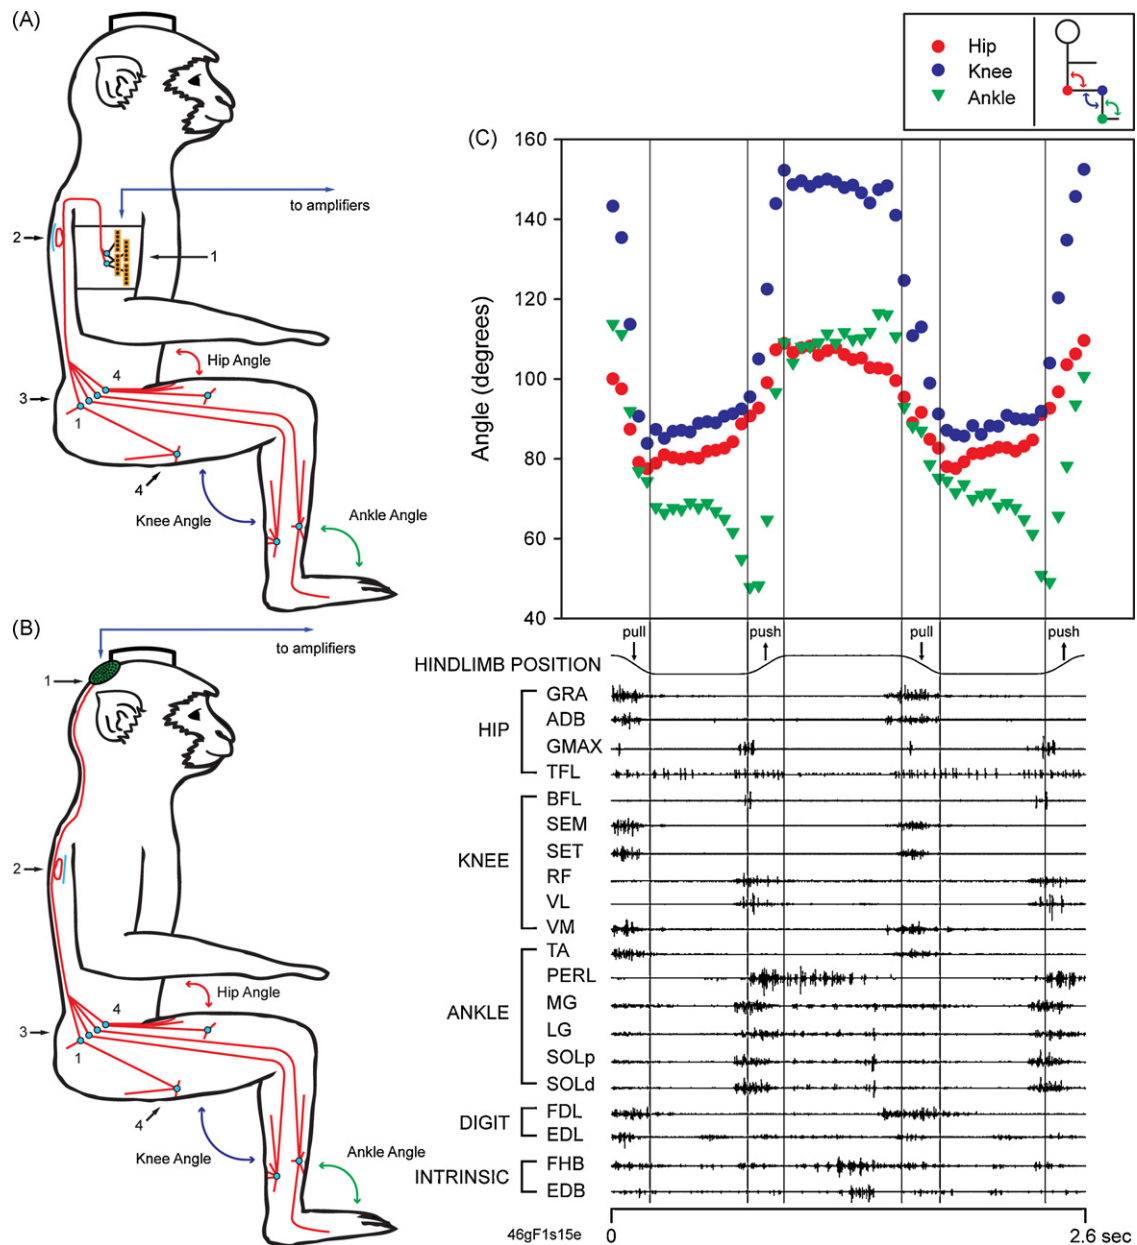 (A)
to amplifiers
2
1
Hip Angle
4
3
1
4
Knee Angle
Ankle Angle
(B)
to amplifiers
1
2
Hip Angle
4
3
1
4
Knee Angle
Ankle Angle
Hip
Knee
Ankle
(C)
160
140
120
100
80
60
40
Angle (degrees)
pull
push
pull
push
HINDLIMB POSITION
HIP
GRA
ADB
GMAX
TFL
KNEE
BFL
SEM
SET
RF
VL
VM
ANKLE
TA
PERL
MG
LG
SOLp
SOLd
DIGIT
FDL
EDL
INTRINSIC
FHB
EDB
46gF1s15e
0
2.6 sec